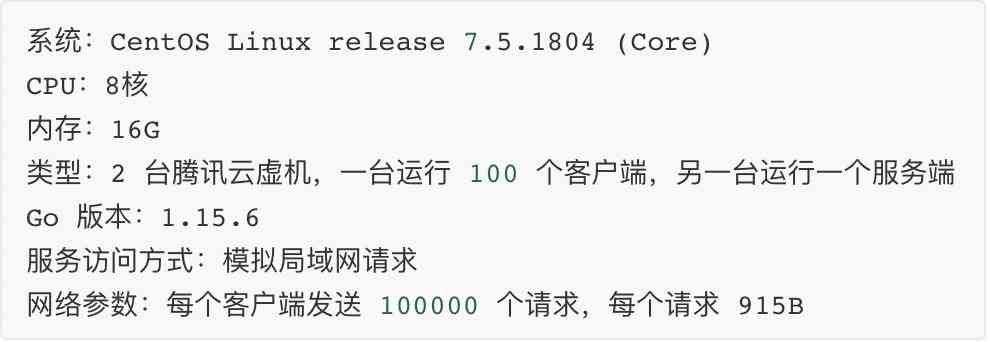 系统：CentOS Linux release 7.5.1804 (Core)
CPU：8核
内存：16G
类型：2 台腾讯云虚机，一台运行 100 个客户端，另一台运行一个服务端
Go 版本：1.15.6
服务访问方式：模拟局域网请求
网络参数：每个客户端发送 100000 个请求，每个请求 915B